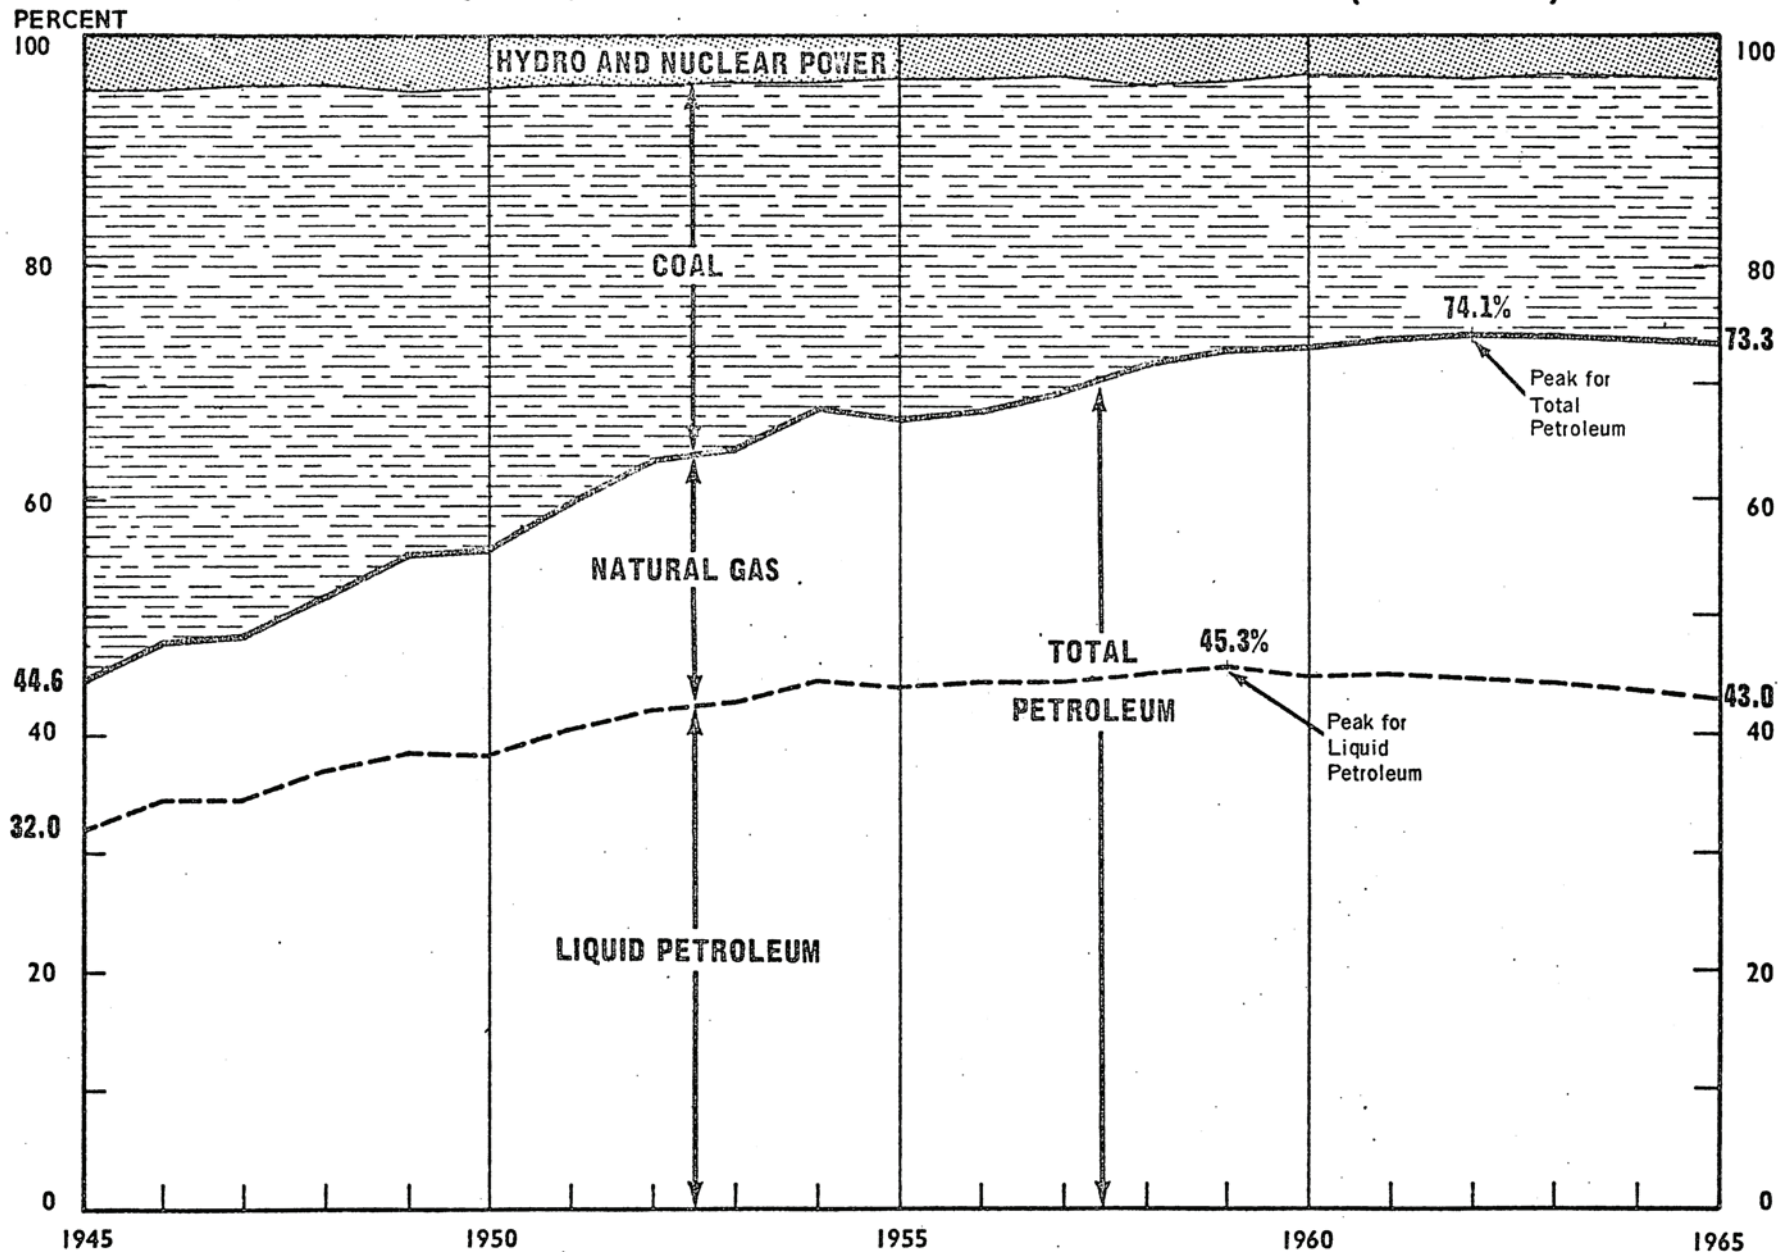 PERCENT
100
100
HYDRO AND NUCLEAR POWER
COAL
80
80
74.1%
73.3
Peak for
Total
Petroleum
60
60
NATURAL GAS
TOTAL
PETROLEUM
45.3%
44.6
43.0
40
40
Peak for
Liquid
Petroleum
32.0
LIQUID PETROLEUM
20
20
0
0
1945
1950
1955
1960
1965